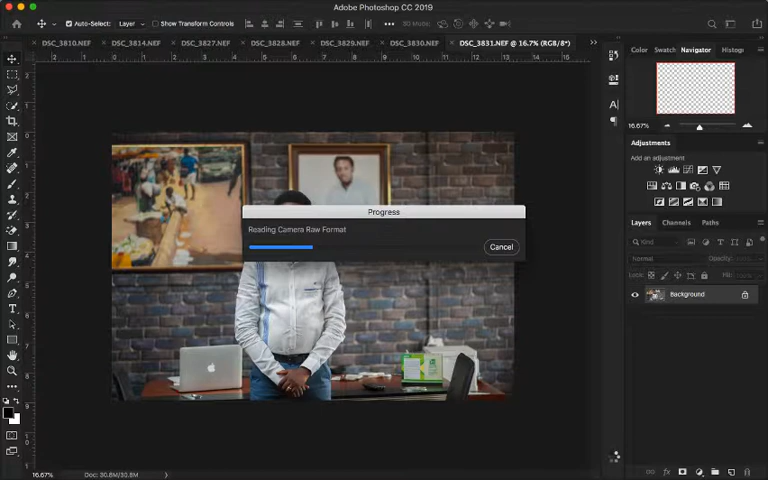 Adobe Photoshop CC 2019
Auto-Select: Layer Show Transform Controls
DSC_3810.NEF DSC_3814.NEF DSC_3827.NEF DSC_3828.NEF DSC_3829.NEF DSC_3830.NEF DSC_3831.NEF @ 16.7% (RGB/8*)
Color Swatch Navigator Histog
16.67%
Adjustments
Add an adjustment
Layers Channels Paths
Kind
Normal Opacity:
Lock: Fill:
Background
Progress
Reading Camera Raw Format
Cancel
16.67% Doc: 30.8M/30.8M